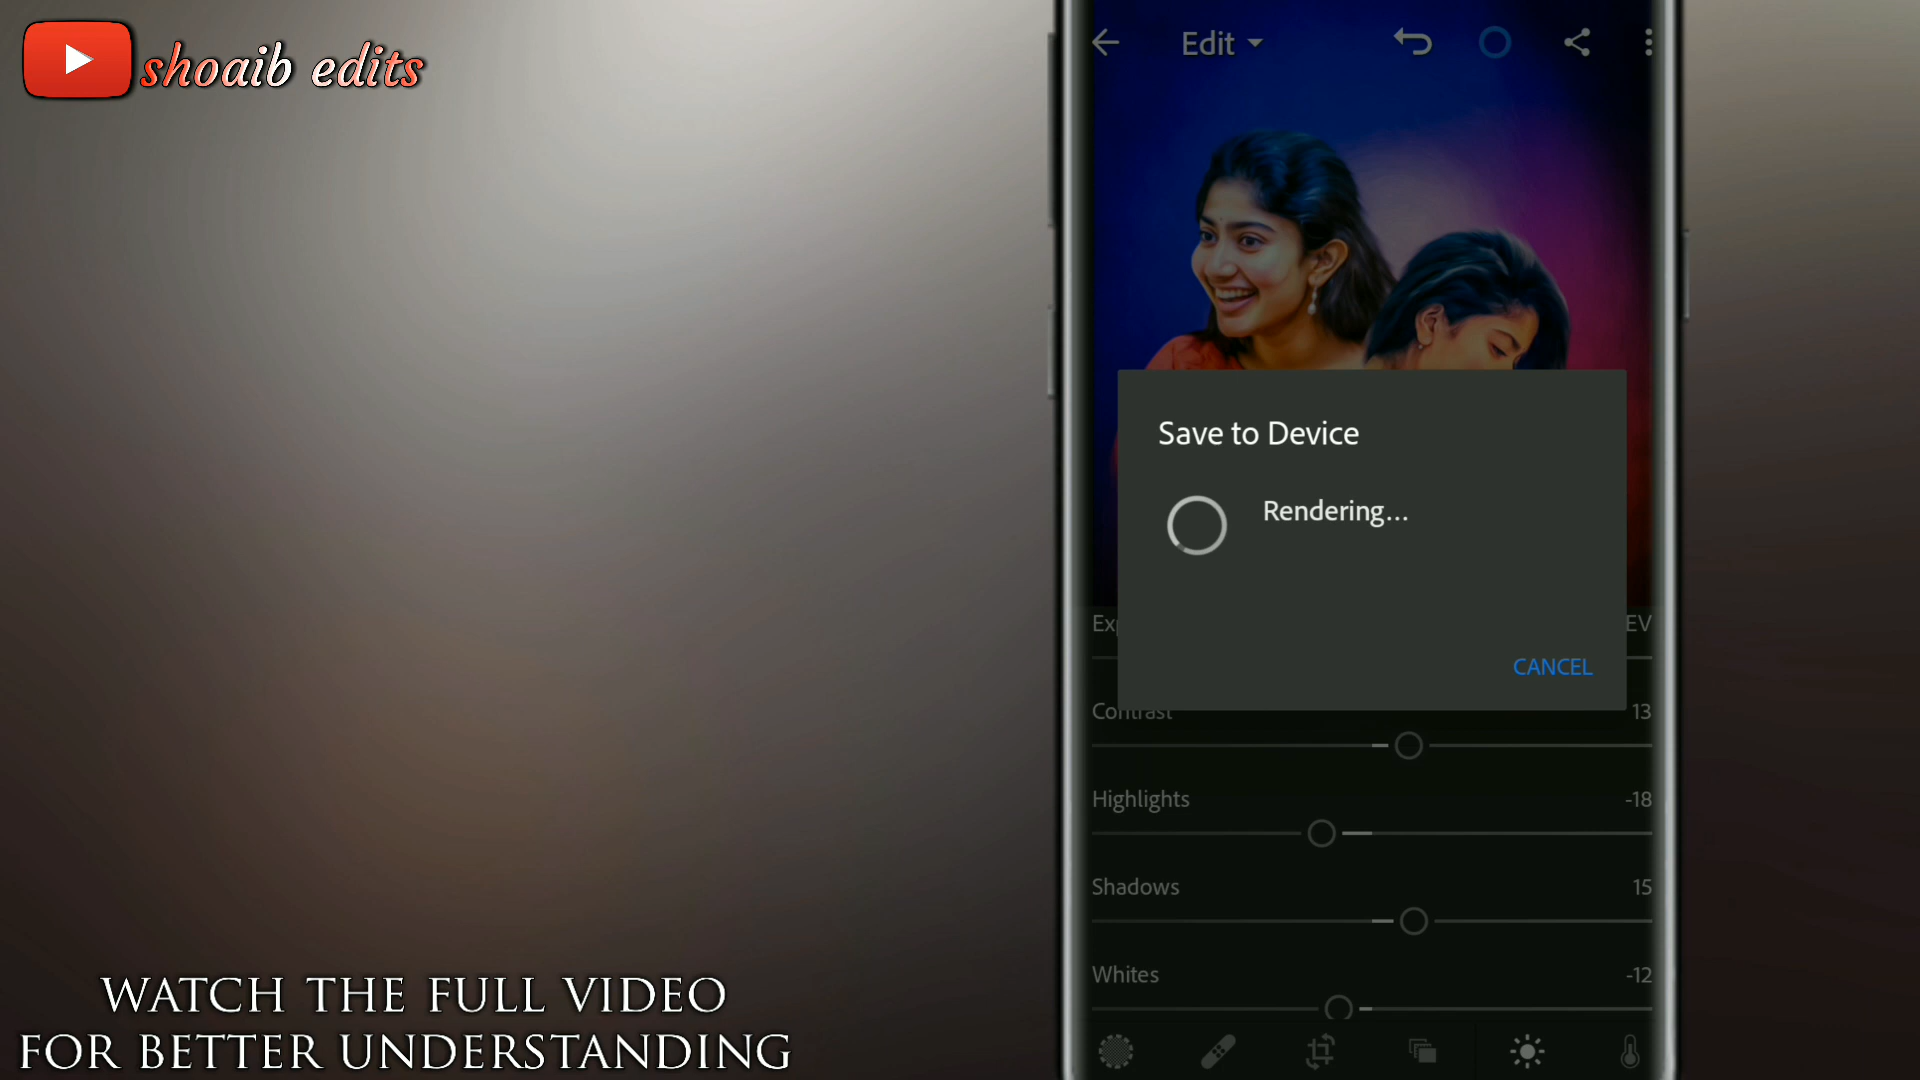 shoaib edits
Edit
Save to Device
Rendering...
EV
CANCEL
Contrast 13
Highlights -18
Shadows 15
Whites -12
WATCH THE FULL VIDEO
FOR BETTER UNDERSTANDING